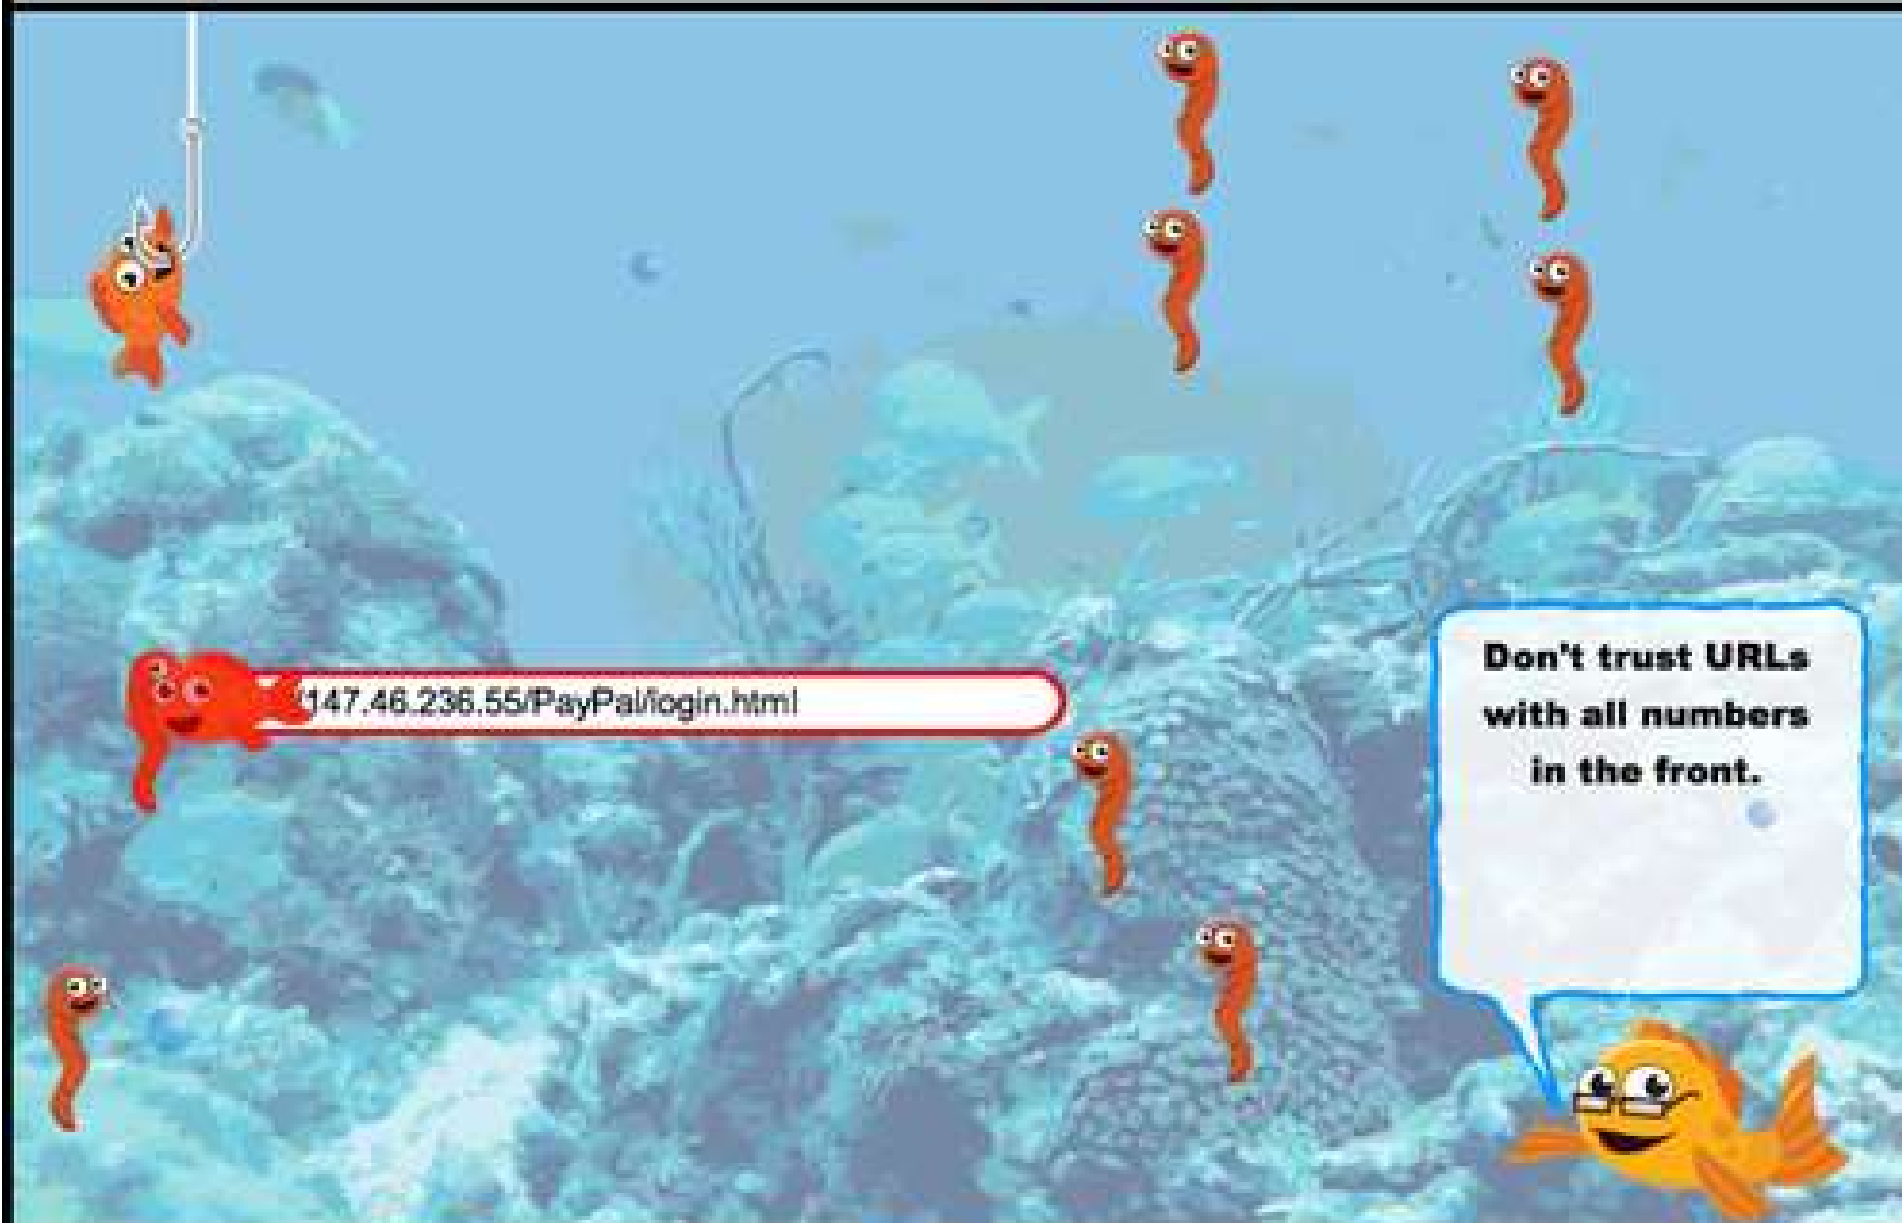 /147.46.236.55/PayPal/login.html
Don't trust URLs
with all numbers
in the front.